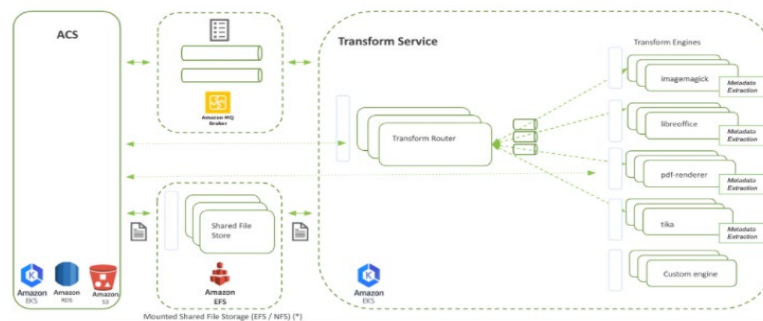 ACS
Amazon MQ
Broker
Transform Service
Transform Engines
imagemagick
Metadata
Extraction
libreoffice
Metadata
Extraction
Transform Router
pdf-renderer
Metadata
Extraction
tika
Metadata
Extraction
Custom engine
Shared File
Store
Amazon
EFS
Amazon
EKS
Amazon
RDS
Amazon
S3
Amazon
EKS
Mounted Shared File Storage (EFS / NFS) (*)